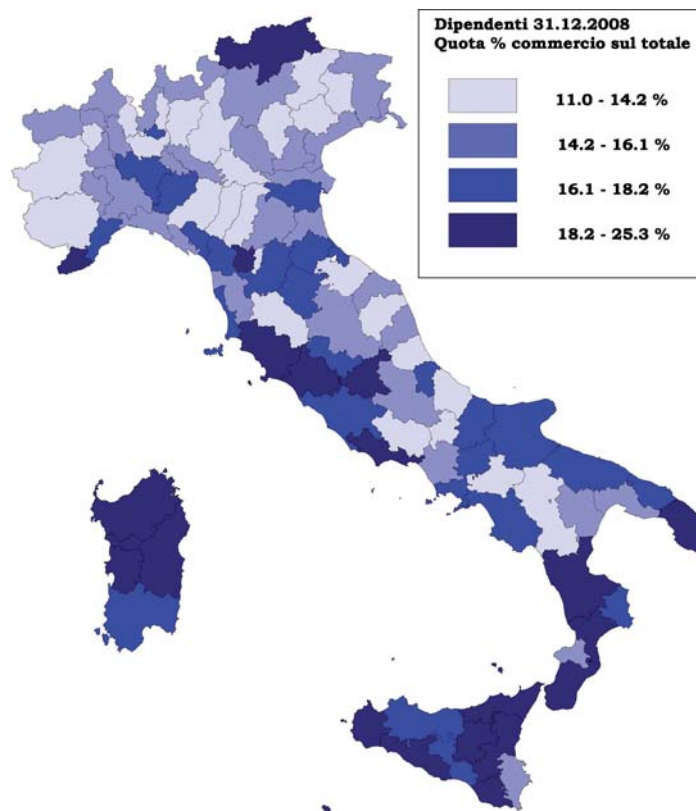 Dipendenti 31.12.2008
Quota % commercio sul totale
11.0 - 14.2 %
14.2 - 16.1 %
16.1 - 18.2 %
18.2 - 25.3 %